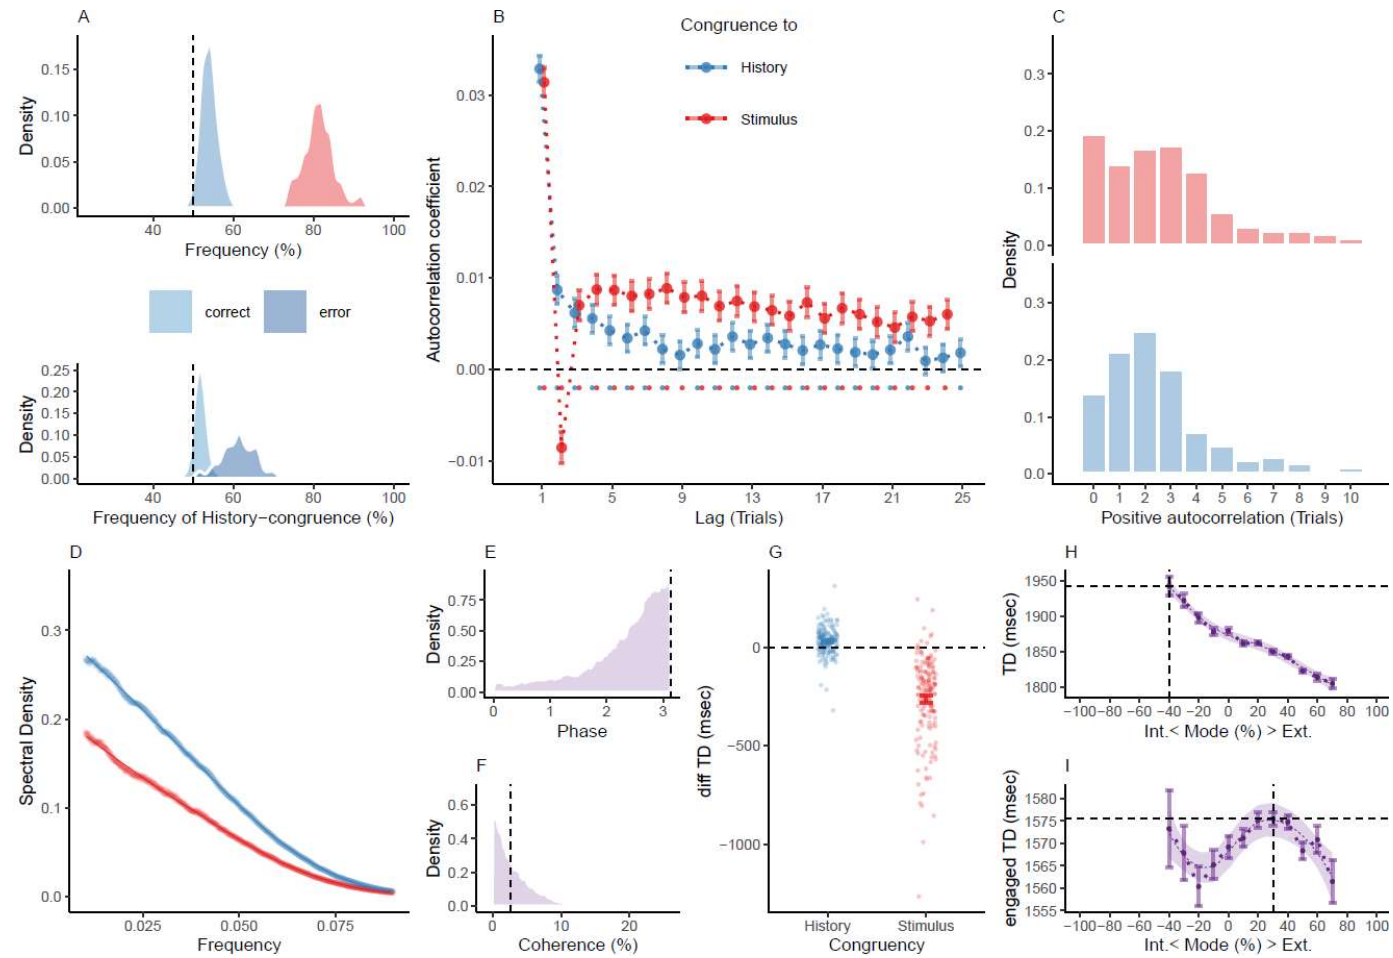 A
0.15
0.10
0.05
0.00
Density
40 60 80 100
Frequency (%)
correct error
0.25
0.20
0.15
0.10
0.05
0.00
Density
40 60 80 100
Frequency of History−congruence (%)
B
Congruence to
History
Stimulus
0.03
0.02
0.01
0.00
−0.01
Autocorrelation coefficient
1 5 9 13 17 21 25
Lag (Trials)
C
0.3
0.2
0.1
0.0
Density
0.3
0.2
0.1
0.0
0 1 2 3 4 5 6 7 8 9 10
Positive autocorrelation (Trials)
D
0.3
0.2
0.1
0.0
Spectral Density
0.025 0.050 0.075
Frequency
E
0.75
0.50
0.25
0.00
Density
0 1 2 3
Phase
F
0.6
0.4
0.2
0.0
Density
0 10 20
Coherence (%)
G
0
−500
−1000
diff TD (msec)
History Stimulus
Congruency
H
1950
1900
1850
1800
TD (msec)
−100 −80 −60 −40 −20 0 20 40 60 80 100
Int.< Mode (%) > Ext.
I
1580
1575
1570
1565
1560
1555
engaged TD (msec)
−100 −80 −60 −40 −20 0 20 40 60 80 100
Int.< Mode (%) > Ext.